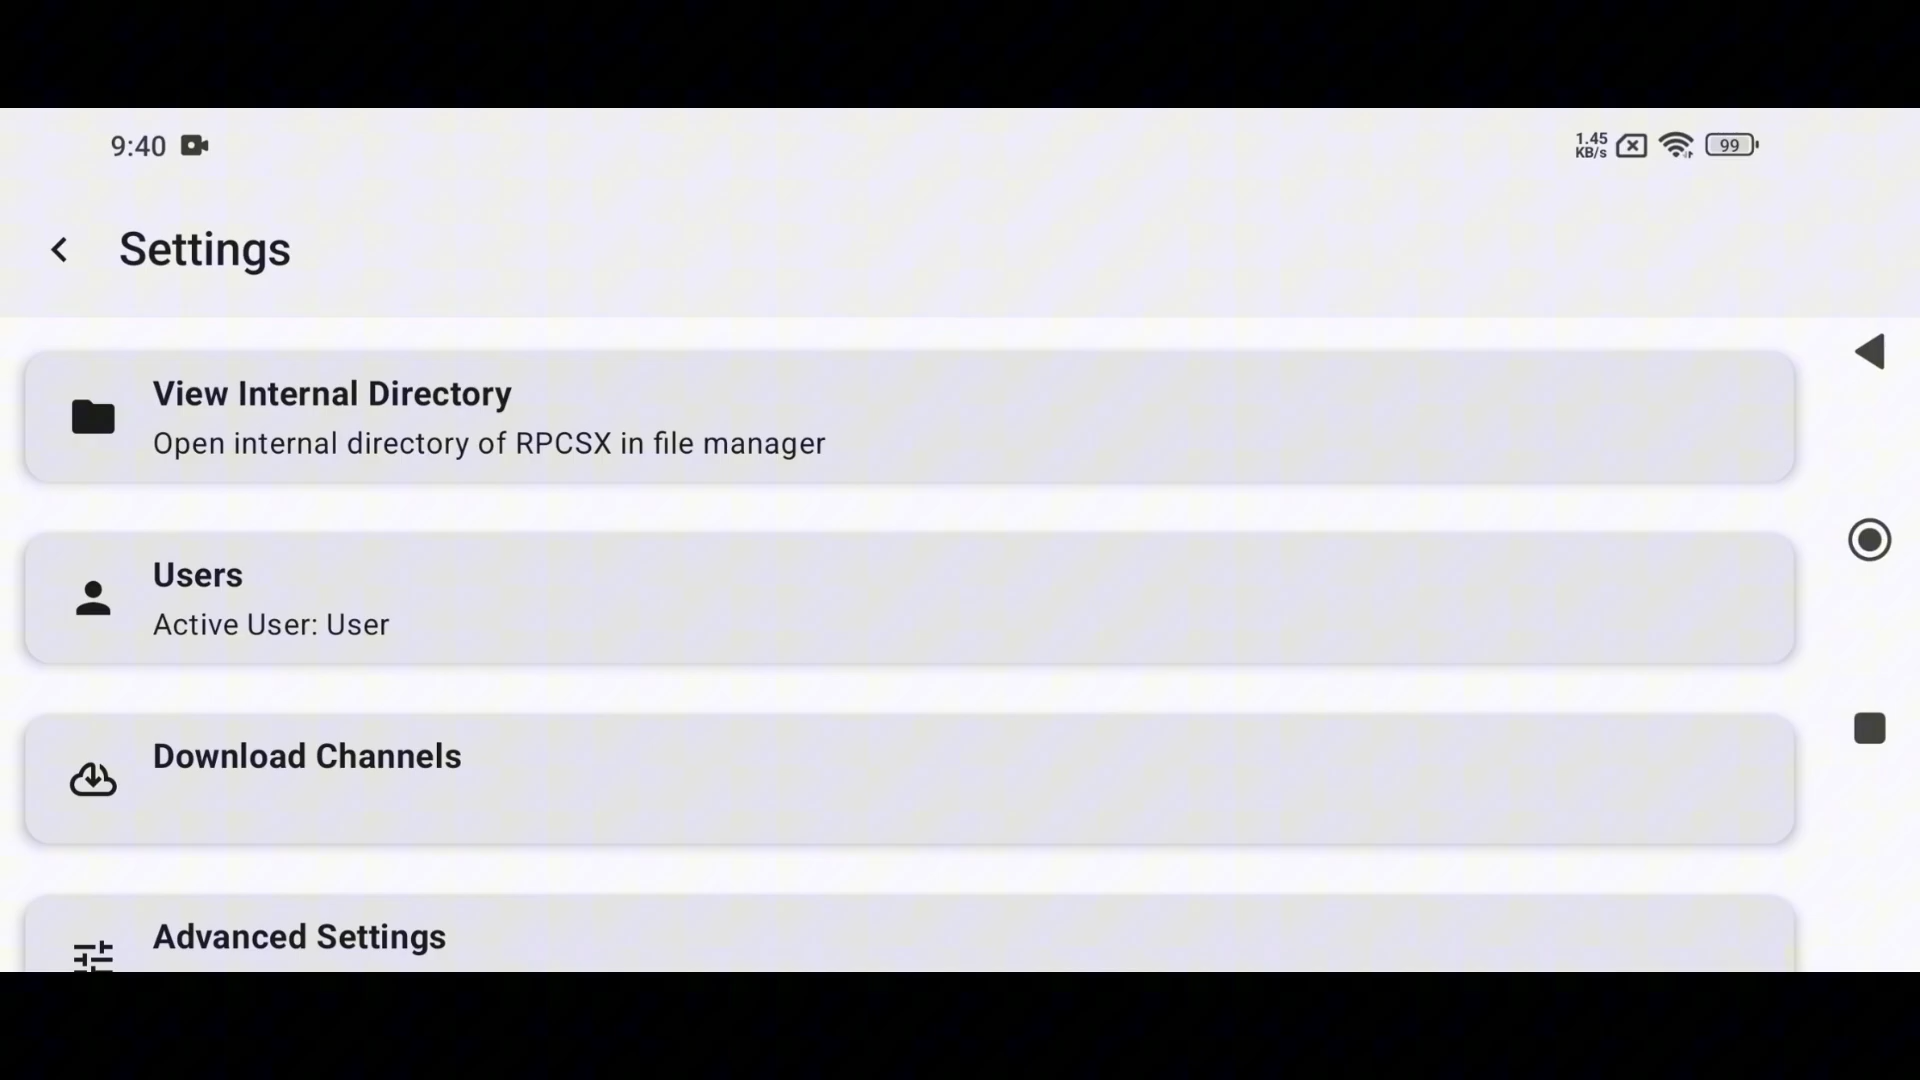 9:40
1.45
KB/s
99
Settings
View Internal Directory
Open internal directory of RPCSX in file manager
Users
Active User: User
Download Channels
Advanced Settings